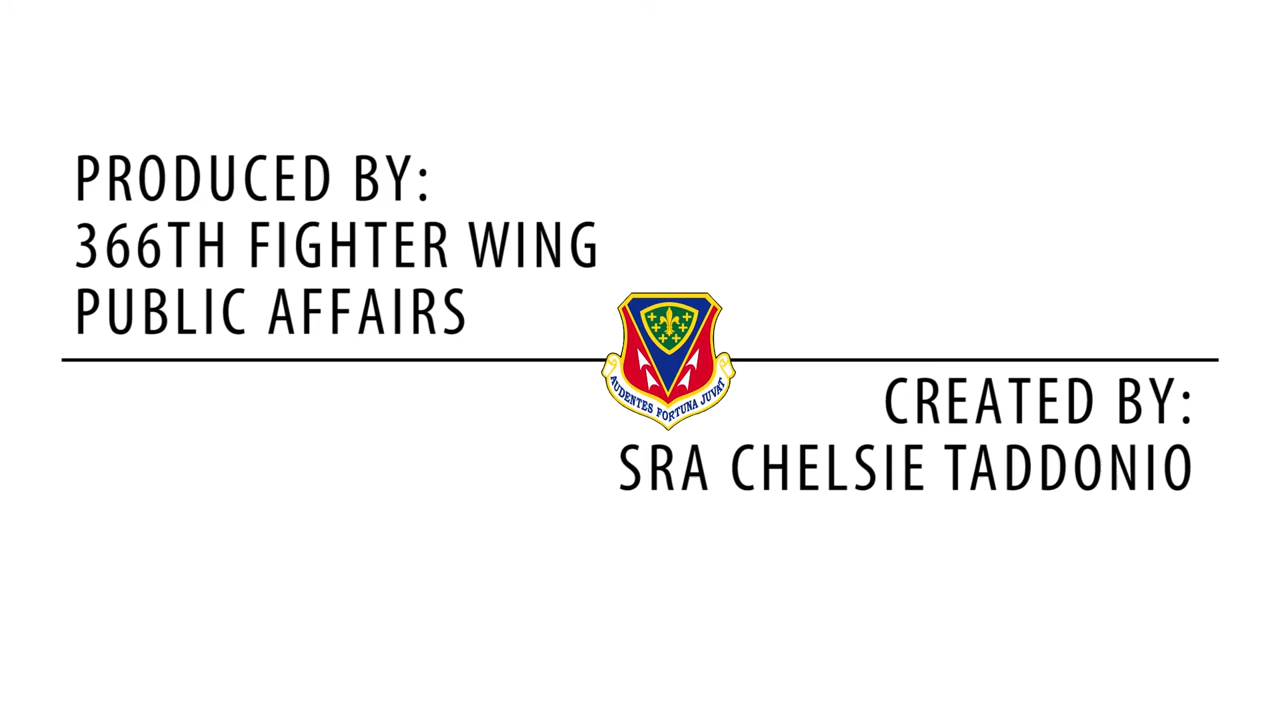 PRODUCED BY:
366TH FIGHTER WING
PUBLIC AFFAIRS
AUDENTES FORTUNA JUVAT
CREATED BY:
SRA CHELSIE TADDONIO